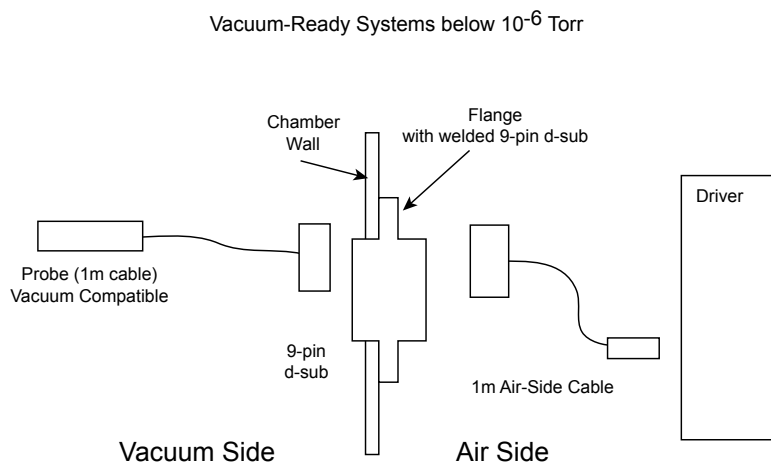 Vacuum-Ready Systems below 10⁻⁶ Torr
Chamber
Wall
Flange
with welded 9-pin d-sub
Driver
Probe (1m cable)
Vacuum Compatible
9-pin
d-sub
1m Air-Side Cable
Vacuum Side
Air Side